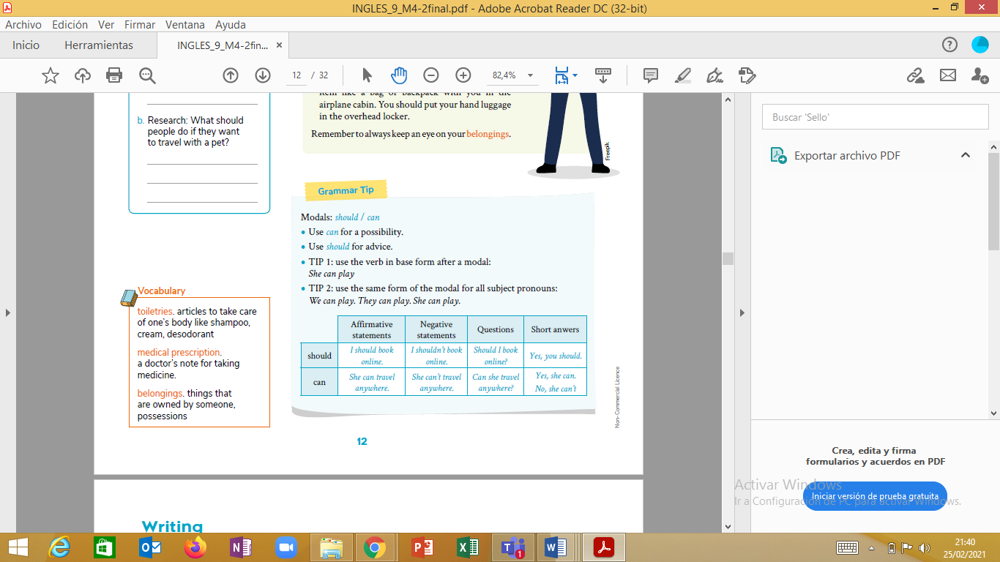 INGLES_9_M4-2final.pdf - Adobe Acrobat Reader DC (32-bit)
Archivo Edición Ver Firmar Ventana Ayuda
Inicio Herramientas INGLES_9_M4-2fin... ×
12 / 32 82,4%
b. Research: What should
people do if they want
to travel with a pet?
item like a bag or backpack with you in the
airplane cabin. You should put your hand luggage
in the overhead locker.
Remember to always keep an eye on your belongings.
Freepik
Grammar Tip
Modals: should / can
• Use can for a possibility.
• Use should for advice.
• TIP 1: use the verb in base form after a modal:
She can play
• TIP 2: use the same form of the modal for all subject pronouns:
We can play. They can play. She can play.
Affirmative
statements
Negative
statements
Questions
Short anwers
should
I should book
online.
I shouldn't book
online.
Should I book
online?
Yes, you should.
can
She can travel
anywhere.
She can't travel
anywhere.
Can she travel
anywhere?
Yes, she can.
No, she can't
Non-Commercial Licence
Vocabulary
toiletries. articles to take care
of one's body like shampoo,
cream, desodorant
medical prescription.
a doctor's note for taking
medicine.
belongings. things that
are owned by someone,
possessions
12
Writing
Buscar 'Sello'
Exportar archivo PDF
Crea, edita y firma
formularios y acuerdos en PDF
Iniciar versión de prueba gratuita
Activar Windows
Ir a Configuración de PC para activar Windows.
21:40
25/02/2021